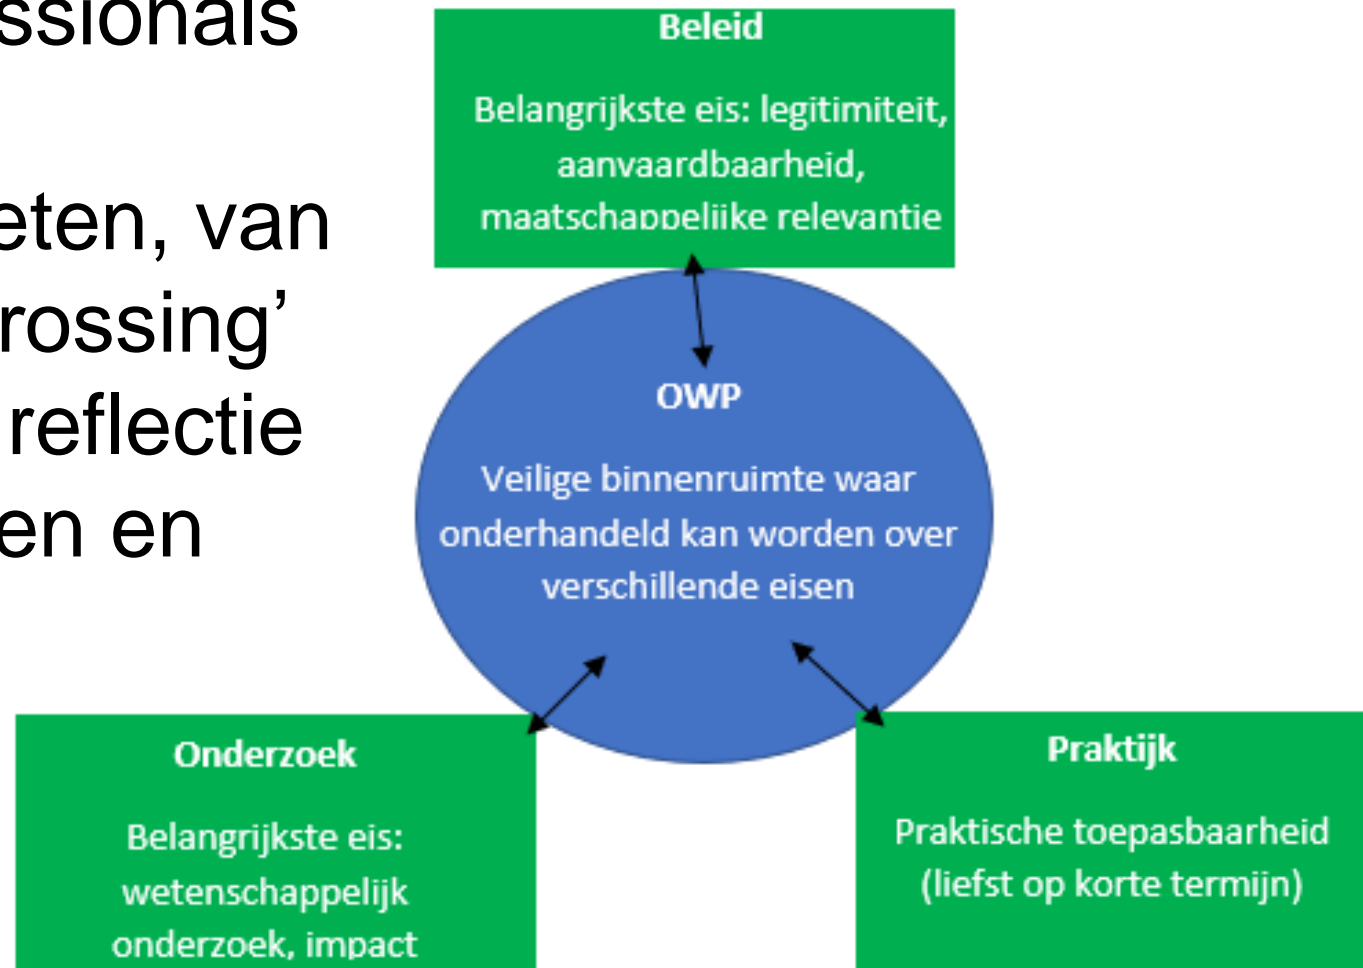 ssionals
eten, van
rossing’
reflectie
en en
Beleid
Belangrijkste eis: legitimiteit,
aanvaardbaarheid,
maatschappelijke relevantie
OWP
Veilige binnenruimte waar
onderhandeld kan worden over
verschillende eisen
Onderzoek
Belangrijkste eis:
wetenschappelijk
onderzoek, impact
Praktijk
Praktische toepasbaarheid
(liefst op korte termijn)